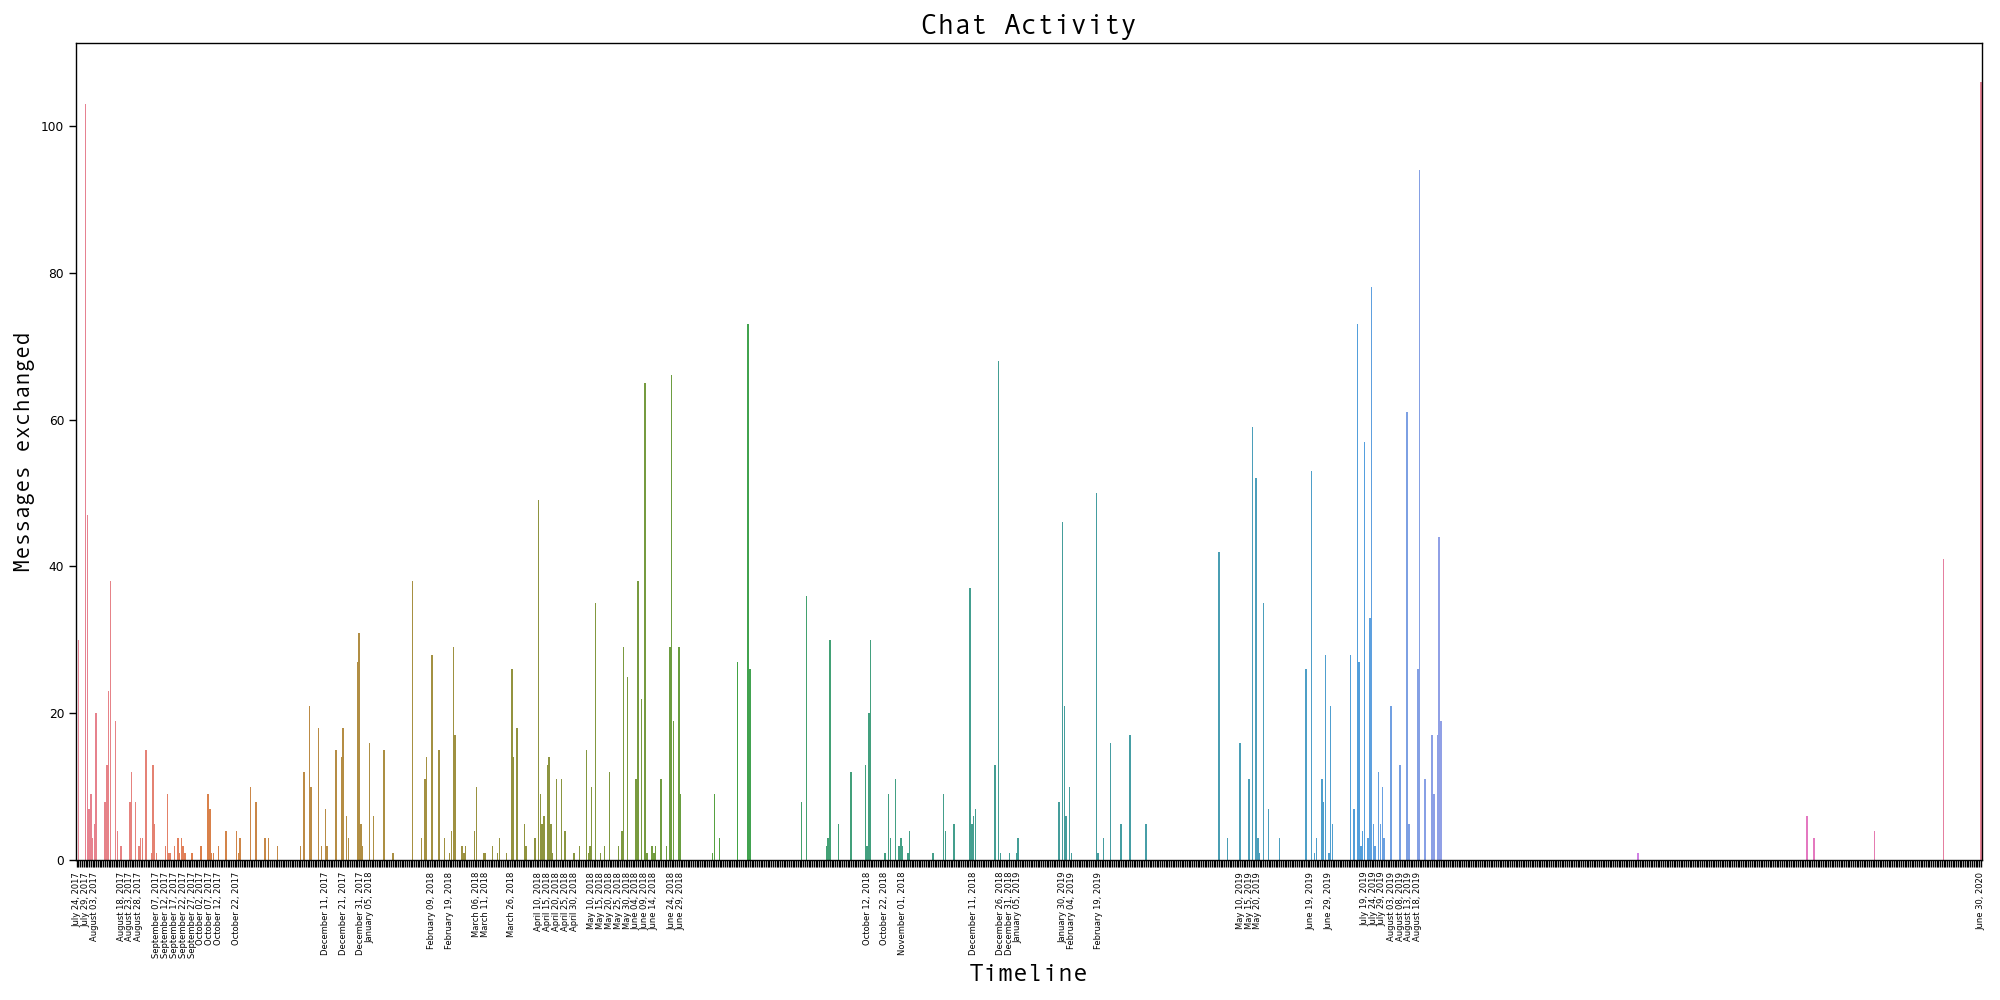 Chat Activity
Messages exchanged
100
80
60
40
20
0
July 24, 2017
July 29, 2017
August 03, 2017
August 18, 2017
August 23, 2017
August 28, 2017
September 07, 2017
September 12, 2017
September 17, 2017
September 22, 2017
September 27, 2017
October 02, 2017
October 07, 2017
October 12, 2017
October 22, 2017
December 11, 2017
December 21, 2017
December 31, 2017
January 05, 2018
February 09, 2018
February 19, 2018
March 06, 2018
March 11, 2018
March 26, 2018
April 10, 2018
April 15, 2018
April 20, 2018
April 25, 2018
April 30, 2018
May 10, 2018
May 15, 2018
May 20, 2018
May 25, 2018
May 30, 2018
June 04, 2018
June 09, 2018
June 14, 2018
June 24, 2018
June 29, 2018
October 12, 2018
October 22, 2018
November 01, 2018
December 11, 2018
December 26, 2018
December 31, 2018
January 05, 2019
January 30, 2019
February 04, 2019
February 19, 2019
May 10, 2019
May 15, 2019
May 20, 2019
June 19, 2019
June 29, 2019
July 19, 2019
July 24, 2019
July 29, 2019
August 03, 2019
August 08, 2019
August 13, 2019
August 18, 2019
June 30, 2020
Timeline